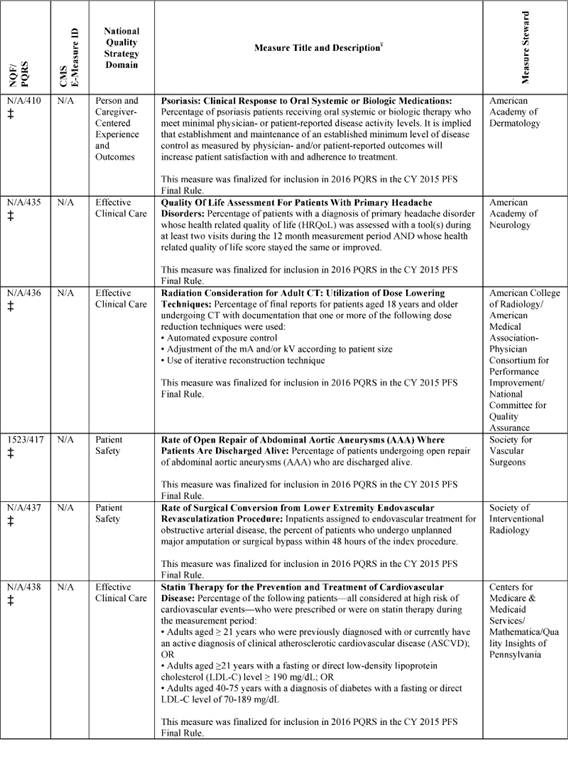 NQF/
PQRS
CMS
E-Measure ID
National
Quality
Strategy
Domain
Measure Title and Description¥
Measure Steward
N/A/410
‡
N/A
Person and
Caregiver-
Centered
Experience
and
Outcomes
Psoriasis: Clinical Response to Oral Systemic or Biologic Medications:
Percentage of psoriasis patients receiving oral systemic or biologic therapy who
meet minimal physician- or patient-reported disease activity levels. It is implied
that establishment and maintenance of an established minimum level of disease
control as measured by physician- and/or patient-reported outcomes will
increase patient satisfaction with and adherence to treatment.
This measure was finalized for inclusion in 2016 PQRS in the CY 2015 PFS
Final Rule.
American
Academy of
Dermatology
N/A/435
‡
N/A
Effective
Clinical Care
Quality Of Life Assessment For Patients With Primary Headache
Disorders: Percentage of patients with a diagnosis of primary headache disorder
whose health related quality of life (HRQoL) was assessed with a tool(s) during
at least two visits during the 12 month measurement period AND whose health
related quality of life score stayed the same or improved.
This measure was finalized for inclusion in 2016 PQRS in the CY 2015 PFS
Final Rule.
American
Academy of
Neurology
N/A/436
‡
N/A
Effective
Clinical Care
Radiation Consideration for Adult CT: Utilization of Dose Lowering
Techniques: Percentage of final reports for patients aged 18 years and older
undergoing CT with documentation that one or more of the following dose
reduction techniques were used:
• Automated exposure control
• Adjustment of the mA and/or kV according to patient size
• Use of iterative reconstruction technique
This measure was finalized for inclusion in 2016 PQRS in the CY 2015 PFS
Final Rule.
American College
of Radiology/
American
Medical
Association-
Physician
Consortium for
Performance
Improvement/
National
Committee for
Quality
Assurance
1523/417
‡
N/A
Patient
Safety
Rate of Open Repair of Abdominal Aortic Aneurysms (AAA) Where
Patients Are Discharged Alive: Percentage of patients undergoing open repair
of abdominal aortic aneurysms (AAA) who are discharged alive.
This measure was finalized for inclusion in 2016 PQRS in the CY 2015 PFS
Final Rule.
Society for
Vascular
Surgeons
N/A/437
‡
N/A
Patient
Safety
Rate of Surgical Conversion from Lower Extremity Endovascular
Revasculatization Procedure: Inpatients assigned to endovascular treatment for
obstructive arterial disease, the percent of patients who undergo unplanned
major amputation or surgical bypass within 48 hours of the index procedure.
This measure was finalized for inclusion in 2016 PQRS in the CY 2015 PFS
Final Rule.
Society of
Interventional
Radiology
N/A/438
‡
N/A
Effective
Clinical Care
Statin Therapy for the Prevention and Treatment of Cardiovascular
Disease: Percentage of the following patients—all considered at high risk of
cardiovascular events—who were prescribed or were on statin therapy during
the measurement period:
• Adults aged ≥ 21 years who were previously diagnosed with or currently have
an active diagnosis of clinical atherosclerotic cardiovascular disease (ASCVD);
OR
• Adults aged ≥21 years with a fasting or direct low-density lipoprotein
cholesterol (LDL-C) level ≥ 190 mg/dL; OR
• Adults aged 40-75 years with a diagnosis of diabetes with a fasting or direct
LDL-C level of 70-189 mg/dL
This measure was finalized for inclusion in 2016 PQRS in the CY 2015 PFS
Final Rule.
Centers for
Medicare &
Medicaid
Services/
Mathematica/Qua
lity Insights of
Pennsylvania